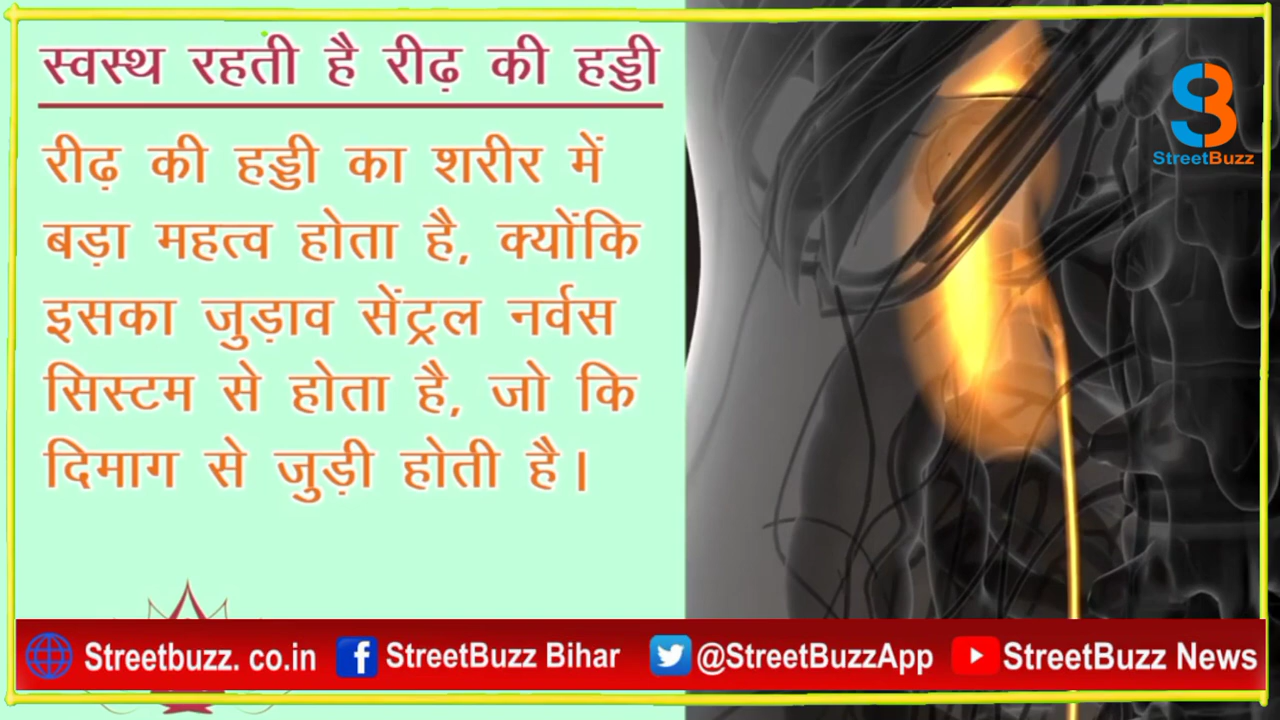 स्वस्थ रहती है रीढ़ की हड्डी
रीढ़ की हड्डी का शरीर में
बड़ा महत्व होता है, क्योंकि
इसका जुड़ाव सेंट्रल नर्वस
सिस्टम से होता है, जो कि
दिमाग से जुड़ी होती है।
StreetBuzz
Streetbuzz. co.in StreetBuzz Bihar @StreetBuzzApp StreetBuzz News